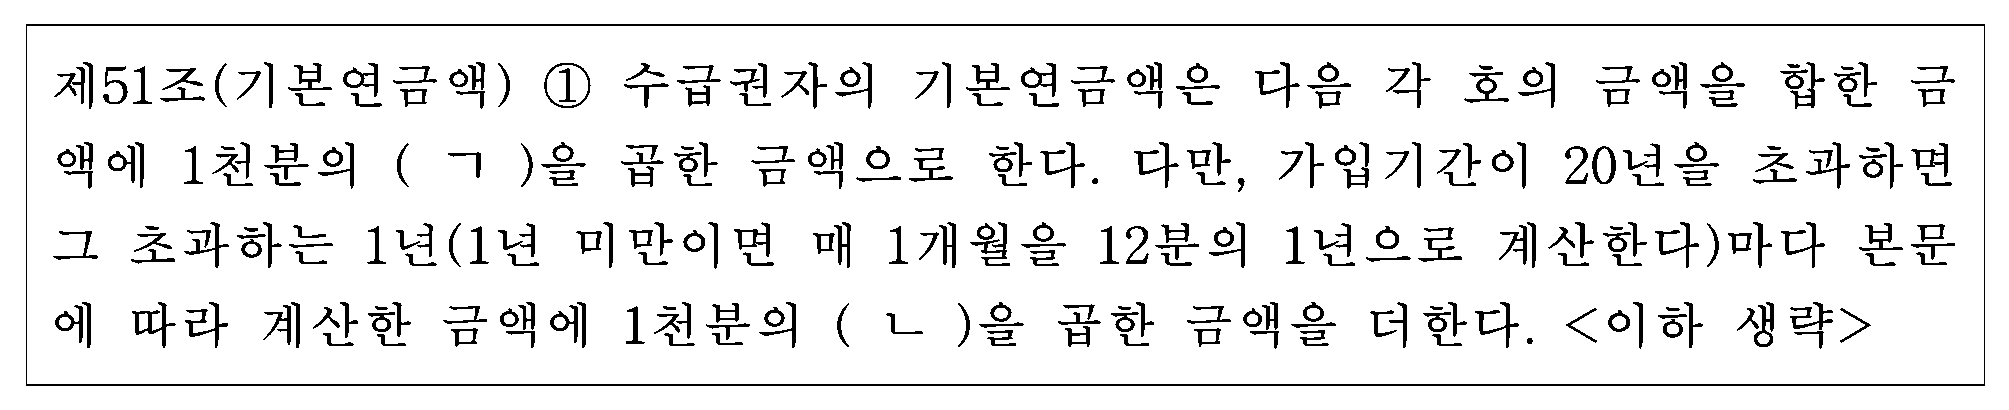 제51조(기본연금액) ① 수급권자의 기본연금액은 다음 각 호의 금액을 합한 금
액에 1천분의 ( ㄱ )을 곱한 금액으로 한다. 다만, 가입기간이 20년을 초과하면
그 초과하는 1년(1년 미만이면 매 1개월을 12분의 1년으로 계산한다)마다 본문
에 따라 계산한 금액에 1천분의 ( ㄴ )을 곱한 금액을 더한다. <이하 생략>